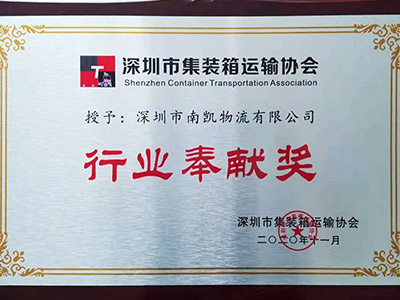 T
深圳市集装箱运输协会
Shenzhen Container Transportation Association
授予：深圳市南凯物流有限公司
行业奉献奖
深圳市集装箱运输协会
二〇二〇年十一月